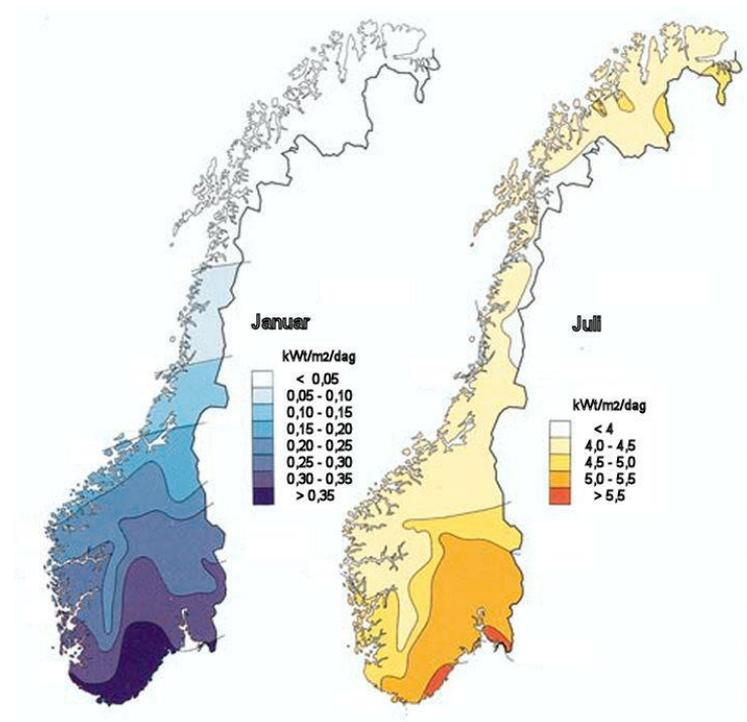 Januar
kWt/m2/dag
< 0,05
0,05 - 0,10
0,10 - 0,15
0,15 - 0,20
0,20 - 0,25
0,25 - 0,30
0,30 - 0,35
> 0,35
Juli
kWt/m2/dag
< 4
4,0 - 4,5
4,5 - 5,0
5,0 - 5,5
> 5,5